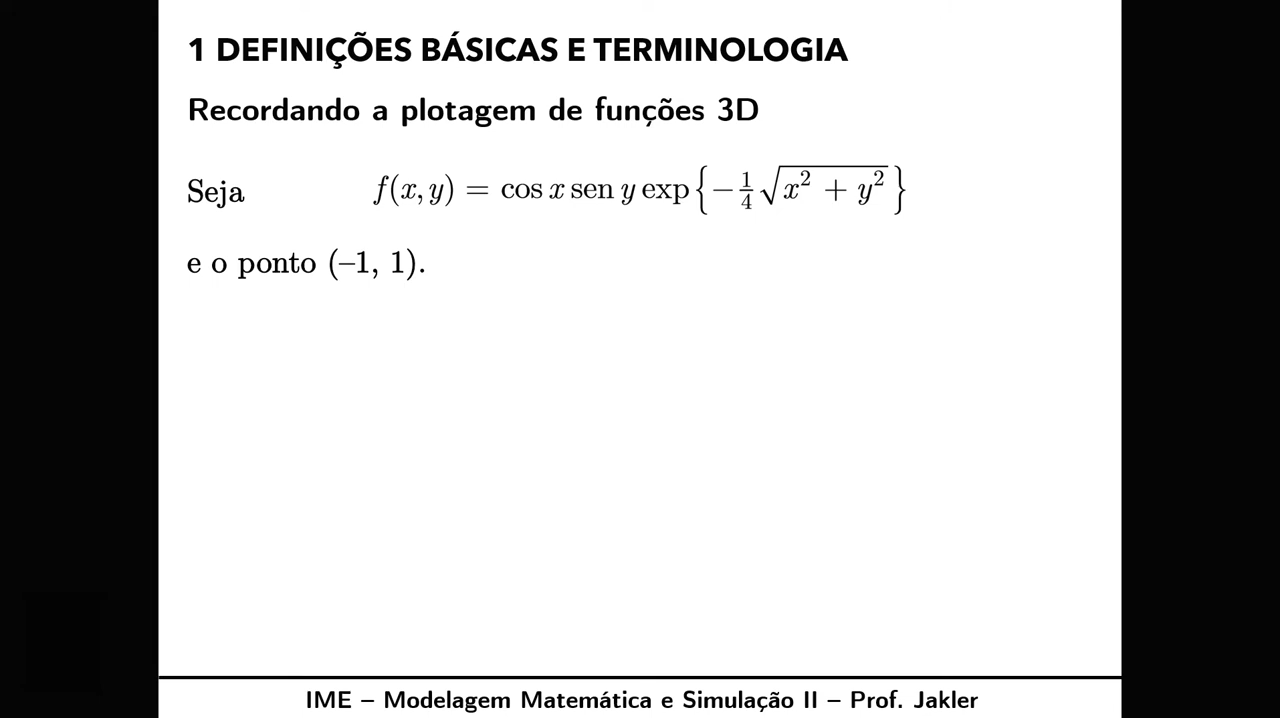 1 DEFINIÇÕES BÁSICAS E TERMINOLOGIA
Recordando a plotagem de funções 3D
Seja f(x, y) = cos x sen y exp{−1/4 √(x² + y²)}
e o ponto (–1, 1).
IME – Modelagem Matemática e Simulação II – Prof. Jakler